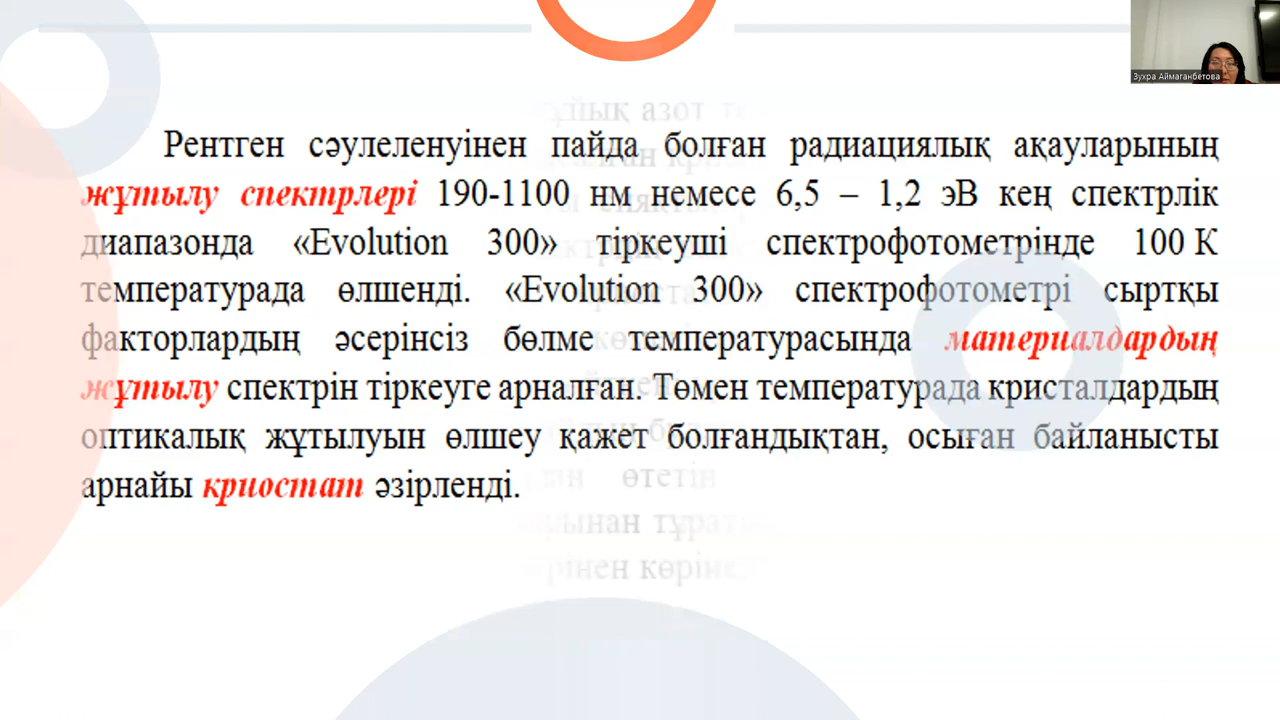 Зухра Аймаганбетова
Рентген сәулеленуінен пайда болған радиациялық ақауларының
жұтылу спектрлері 190-1100 нм немесе 6,5 – 1,2 эВ кең спектрлік
диапазонда «Evolution 300» тіркеуші спектрофотометрінде 100 К
температурада өлшенді. «Evolution 300» спектрофотометрі сыртқы
факторлардың әсерінсіз бөлме температурасында материалдардың
жұтылу спектрін тіркеуге арналған. Төмен температурада кристалдардың
оптикалық жұтылуын өлшеу қажет болғандықтан, осыған байланысты
арнайы криостат әзірленді.
өтетін